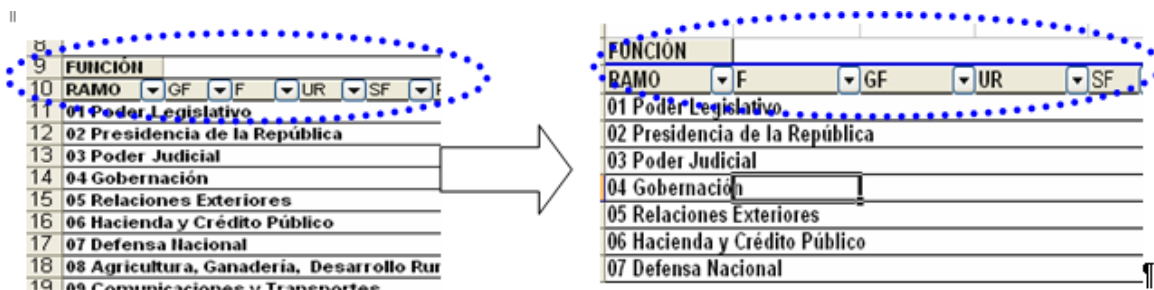 8
9 FUNCIÓN
10 RAMO GF F UR SF
11 01 Poder Legislativo
12 02 Presidencia de la República
13 03 Poder Judicial
14 04 Gobernación
15 05 Relaciones Exteriores
16 06 Hacienda y Crédito Público
17 07 Defensa Nacional
18 08 Agricultura, Ganadería, Desarrollo Rur
19 09 Comunicaciones y Transportes
FUNCIÓN
RAMO F GF UR SF
01 Poder Legislativo
02 Presidencia de la República
03 Poder Judicial
04 Gobernación
05 Relaciones Exteriores
06 Hacienda y Crédito Público
07 Defensa Nacional
¶